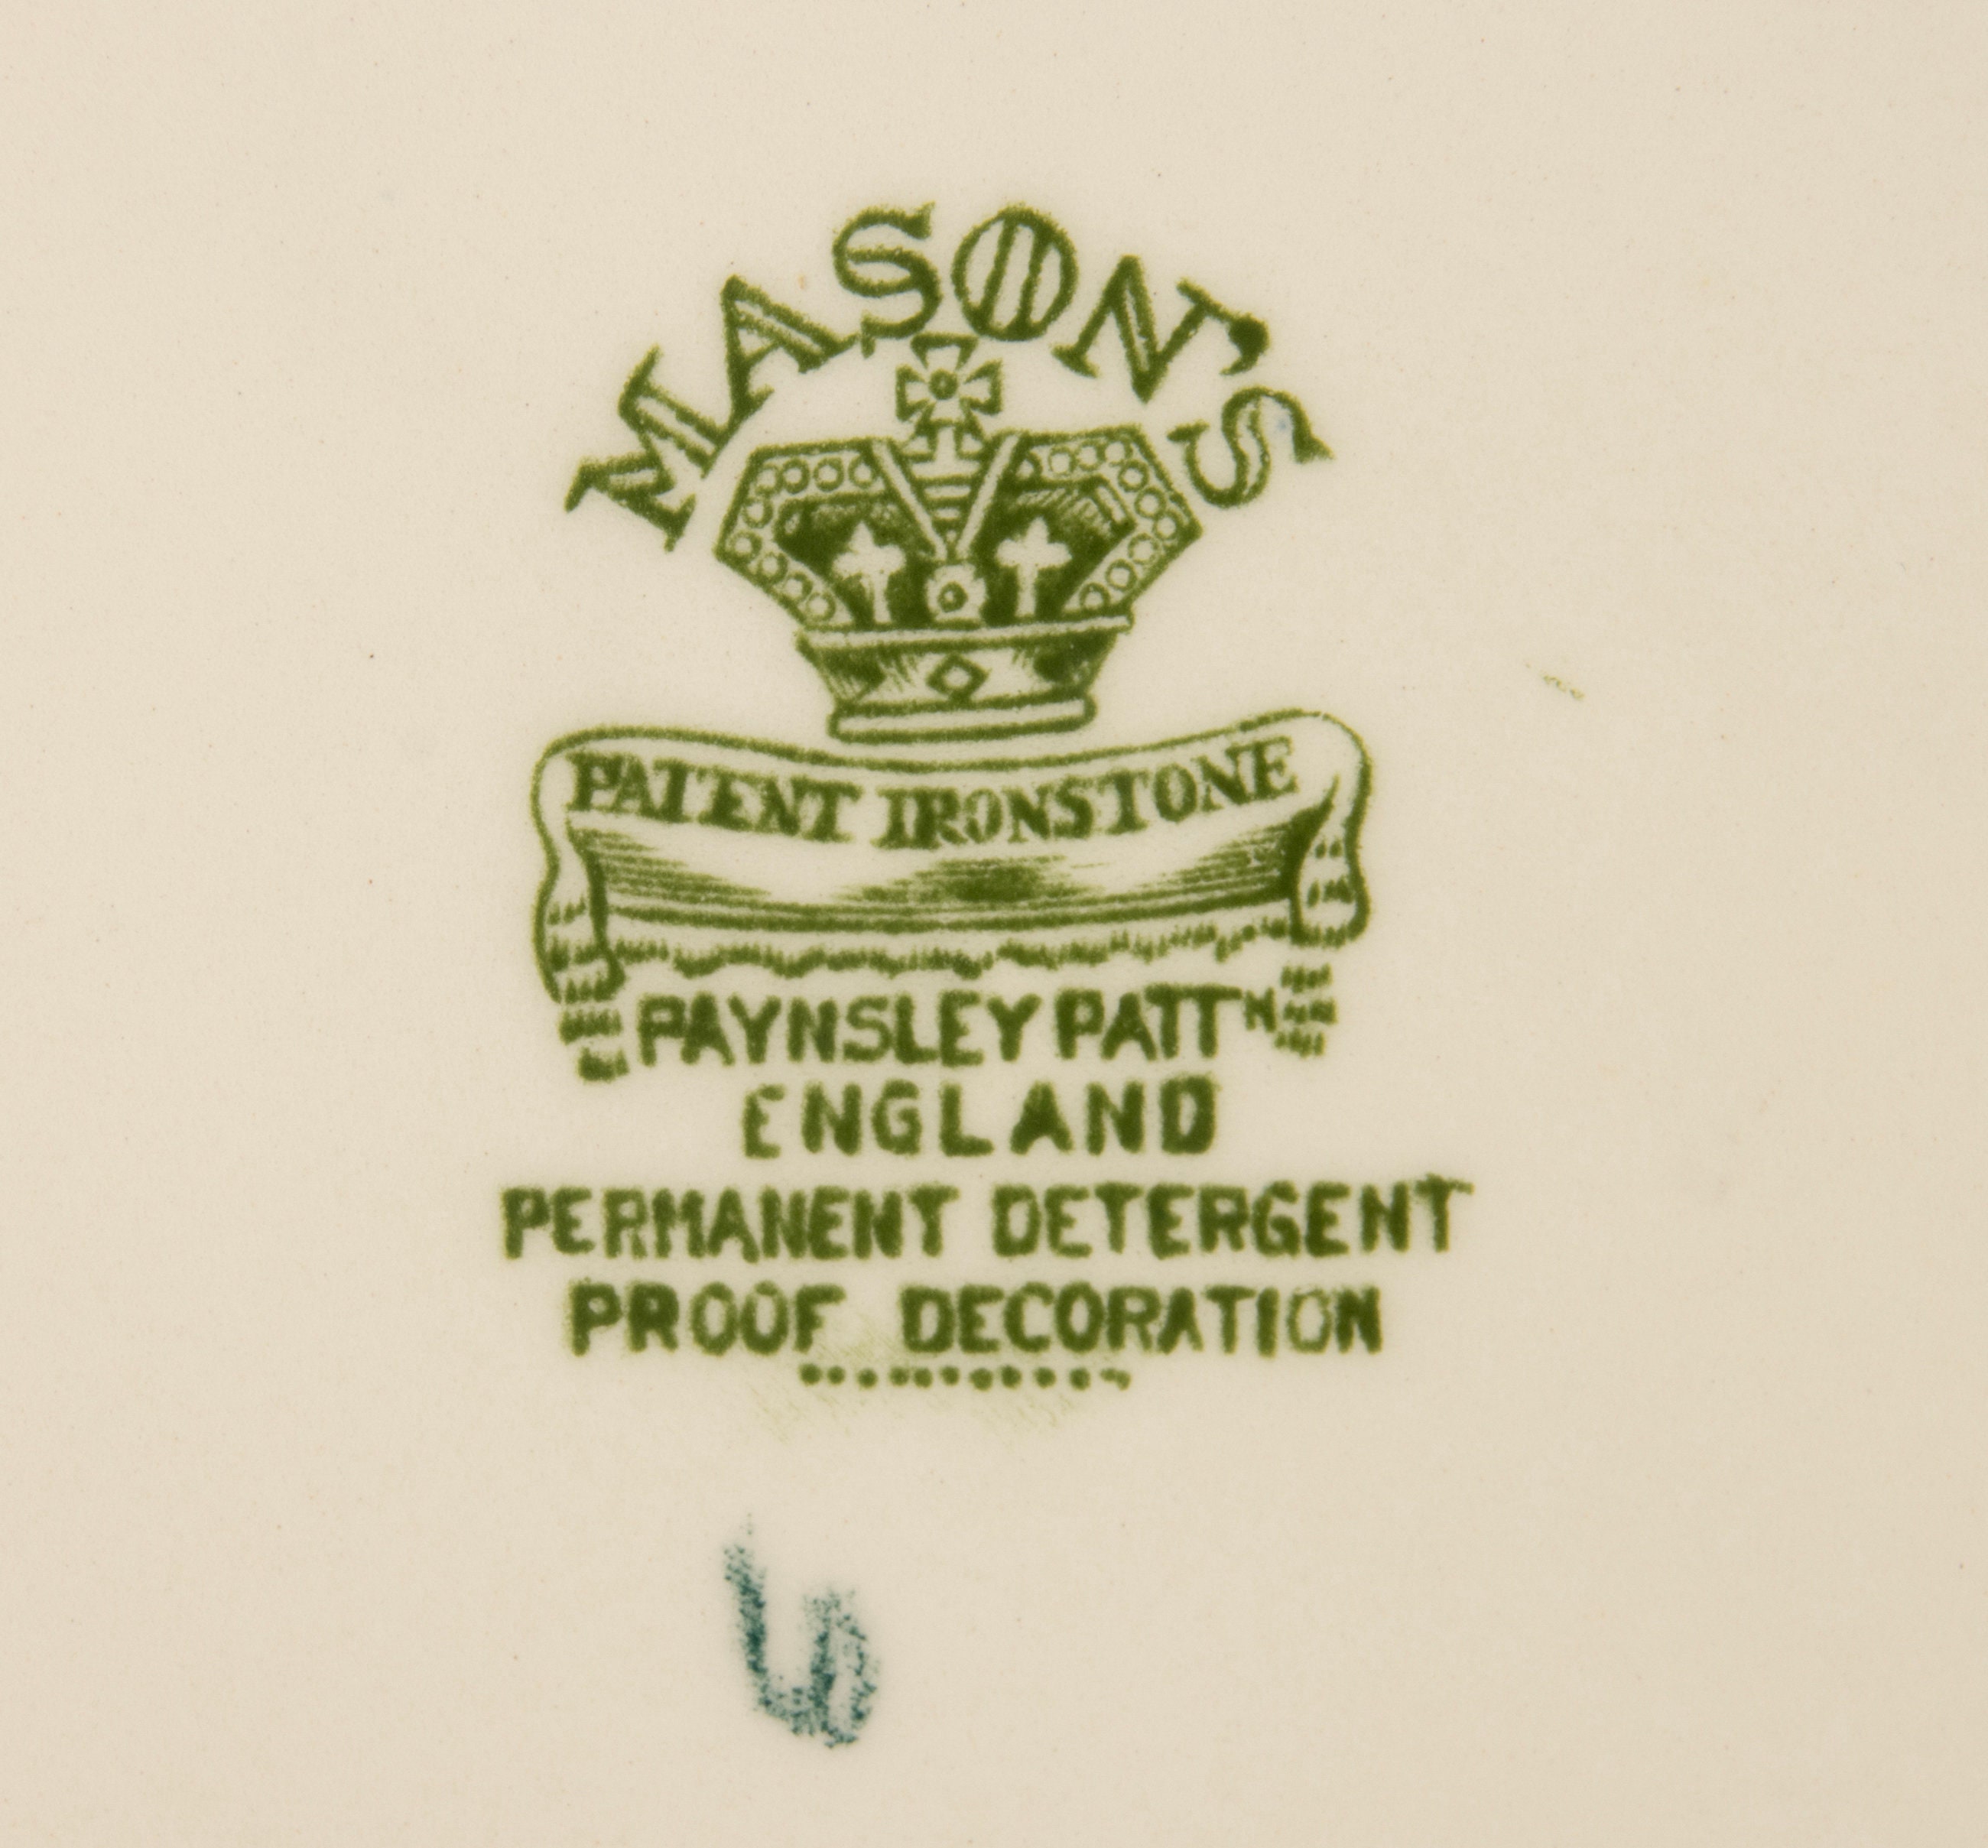 MASON'S
PATENT IRONSTONE
PAYNSLEY PATTN
ENGLAND
PERMANENT DETERGENT
PROOF DECORATION